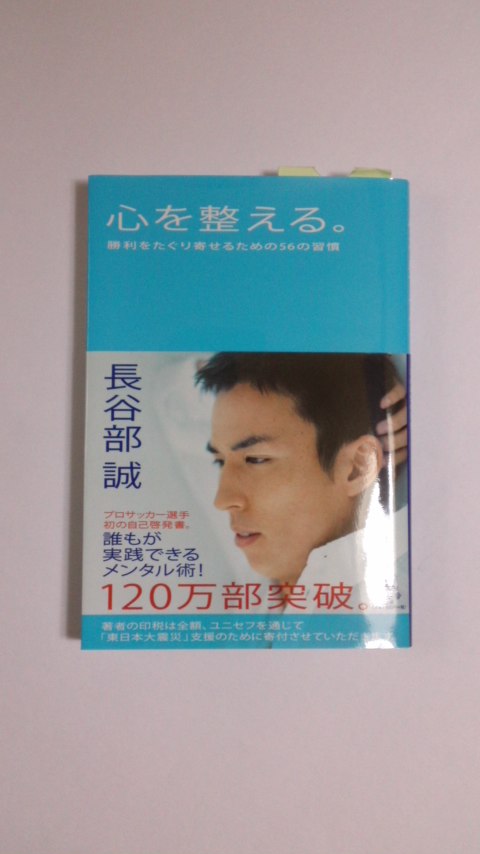 心を整える。
勝利をたぐり寄せるための56の習慣
長谷部誠
プロサッカー選手
初の自己啓発書。
誰もが
実践できる
メンタル術!
120万部突破。
著者の印税は全額、ユニセフを通じて
「東日本大震災」支援のために寄付させていただきます